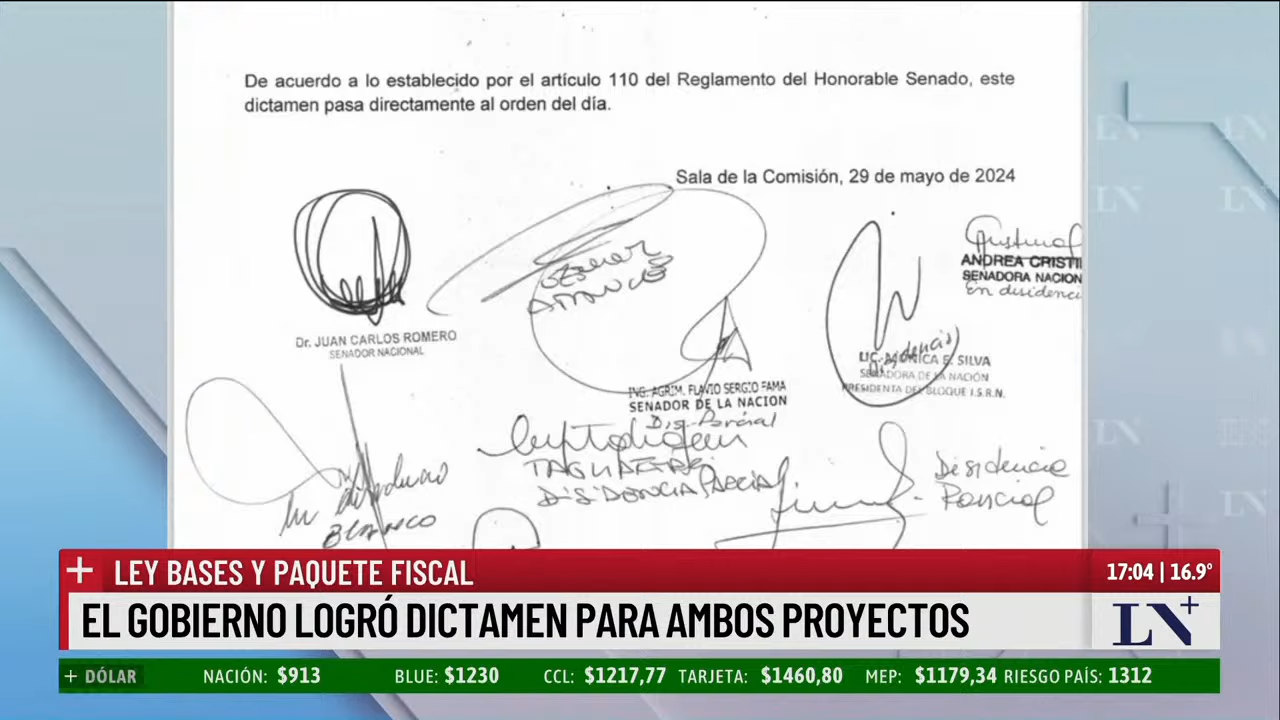 De acuerdo a lo establecido por el artículo 110 del Reglamento del Honorable Senado, este
dictamen pasa directamente al orden del día.
Sala de la Comisión, 29 de mayo de 2024
Dr. JUAN CARLOS ROMERO
SENADOR NACIONAL
ING. AGRIM. FLAVIO SERGIO FAMA
SENADOR DE LA NACION
Dis. Parcial
ANDREA CRISTI
SENADORA NACION
En disidenc
Disidencia
LIC. MONICA E. SILVA
SENADORA DE LA NACIÓN
PRESIDENTA DEL BLOQUE J.S.R.N.
DISIDENCIA PARCIAL
Disidencia
Parcial
BLANCO
LEY BASES Y PAQUETE FISCAL
17:04 | 16.9°
EL GOBIERNO LOGRÓ DICTAMEN PARA AMBOS PROYECTOS
LN+
+ DÓLAR NACIÓN: $913 BLUE: $1230 CCL: $1217,77 TARJETA: $1460,80 MEP: $1179,34 RIESGO PAÍS: 1312